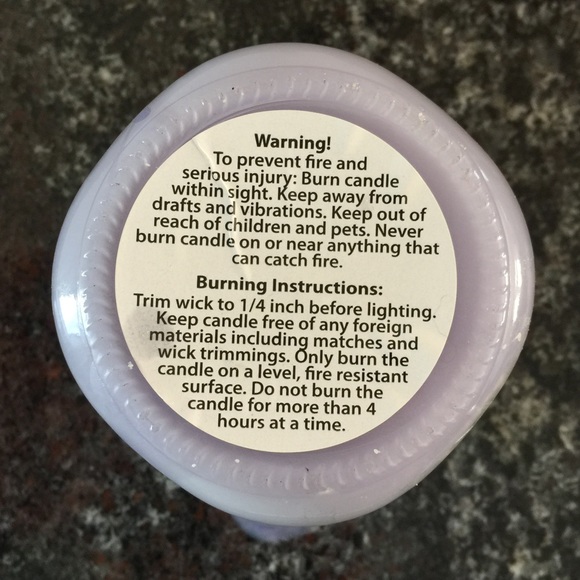 Warning!
To prevent fire and
serious injury: Burn candle
within sight. Keep away from
drafts and vibrations. Keep out of
reach of children and pets. Never
burn candle on or near anything that
can catch fire.
Burning Instructions:
Trim wick to 1/4 inch before lighting.
Keep candle free of any foreign
materials including matches and
wick trimmings. Only burn the
candle on a level, fire resistant
surface. Do not burn the
candle for more than 4
hours at a time.